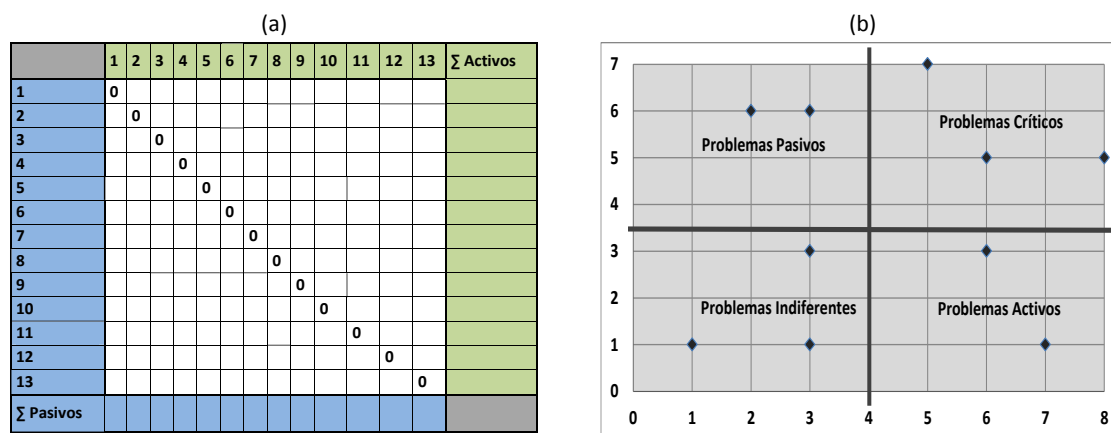 (a)
1 2 3 4 5 6 7 8 9 10 11 12 13 ∑ Activos
1 0
2 0
3 0
4 0
5 0
6 0
7 0
8 0
9 0
10 0
11 0
12 0
13 0
∑ Pasivos
(b)
7
6
5
4
3
2
1
0
Problemas Críticos
Problemas Pasivos
Problemas Indiferentes
Problemas Activos
0 1 2 3 4 5 6 7 8